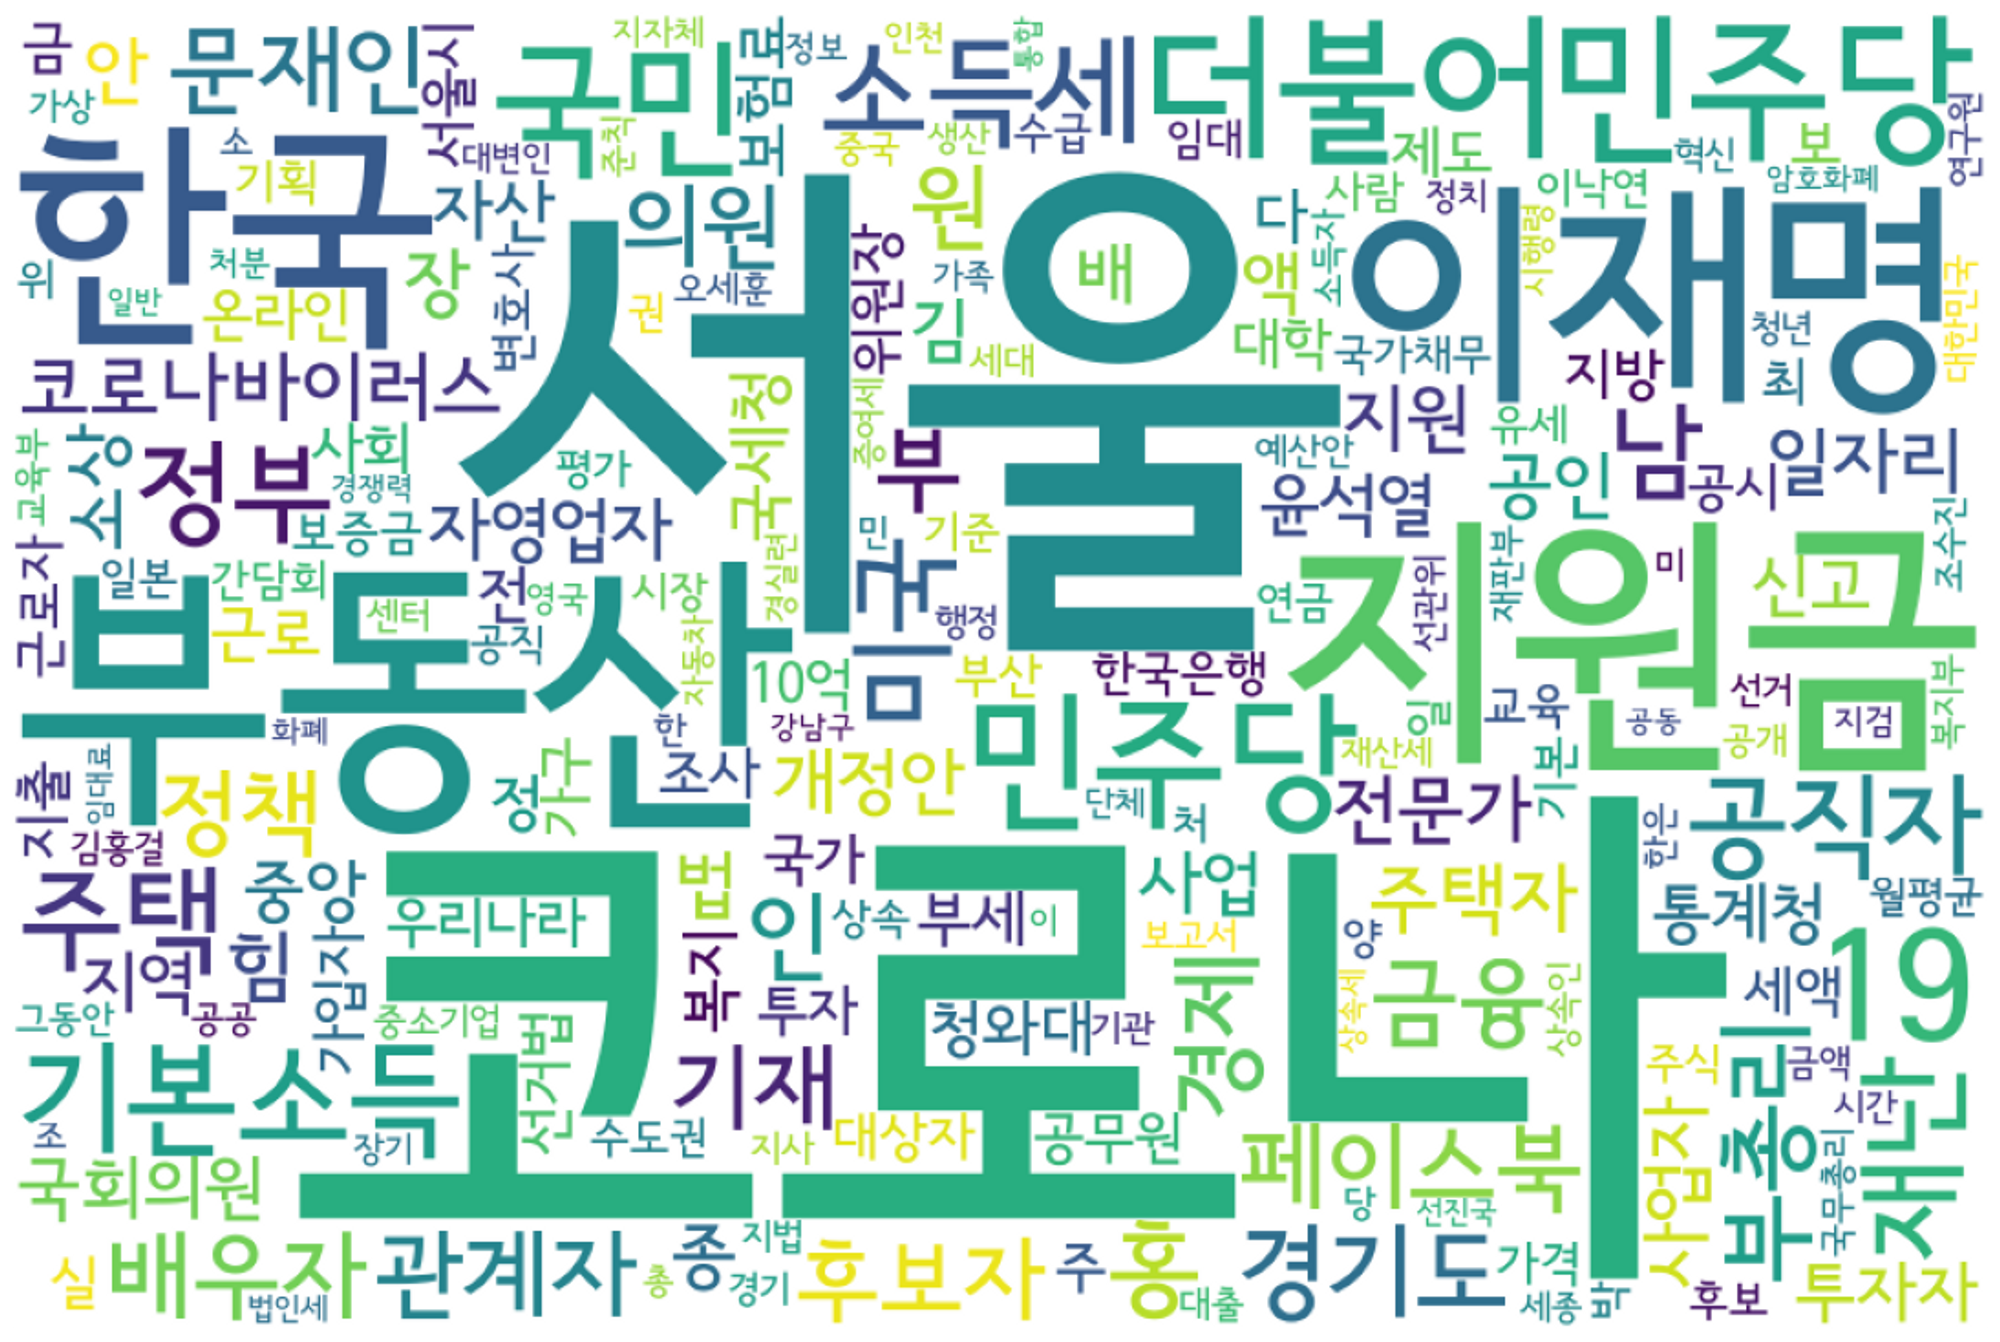 금
안
문재인
서울시
국민
지자체
보험료
정보
인천
통합
소득세
더불어민주당
연구원
가상
한국
소
기획
대변인
자산
준칙
의원
중국
생산
수급
임대
제도
혁신
보
암호화폐
위
처분
일반
온라인
장
변호사
오세훈
권
서울
위원장
원
가족
김
세대
배
다
액
대학
사람
소득자
정치
이낙연
시행령
이재명
국가채무
지방
청년
최
대한민국
코로나바이러스
교육부
소상
정부
사회
경쟁력
보증금
자영업자
평가
국세청
증여세
부
민
기준
예산안
지원
윤석열
우세
공인
남
공시
일자리
조수진
근로자
일본
간담회
근로
부동산
센터
전
공직
영국
시장
자동차
경실련
미국
행정
부산
연금
선관위
재판부
미
지원금
신고
복지부
10억
한국은행
강남구
화폐
한
조사
정
가구
개정안
민주당
단체
처
재산세
일
교육
기본
공동
선거
공개
지검
지출
임대료
정책
김홍걸
전문가
한은
공직자
주택
중앙
힘
지역
가입자
우리나라
코로나
법
복지
국가
인
상속
부세
이
사업
보고서
투자
청와대
기관
경제
주택자
양
상속세
금융
상속인
통계청
월평균
세액
19
그동안
공공
중소기업
선거법
기재
기본소득
조
장기
수도권
지사
대상자
공무원
페이스북
주식
금액
시간
사업자
부총리
국무총리
재난
국회의원
실
배우자
법인세
관계자
총
종
지법
경기
후보자
주
홍
대출
경기도
당
선진국
가격
세종
박
후보
투자자